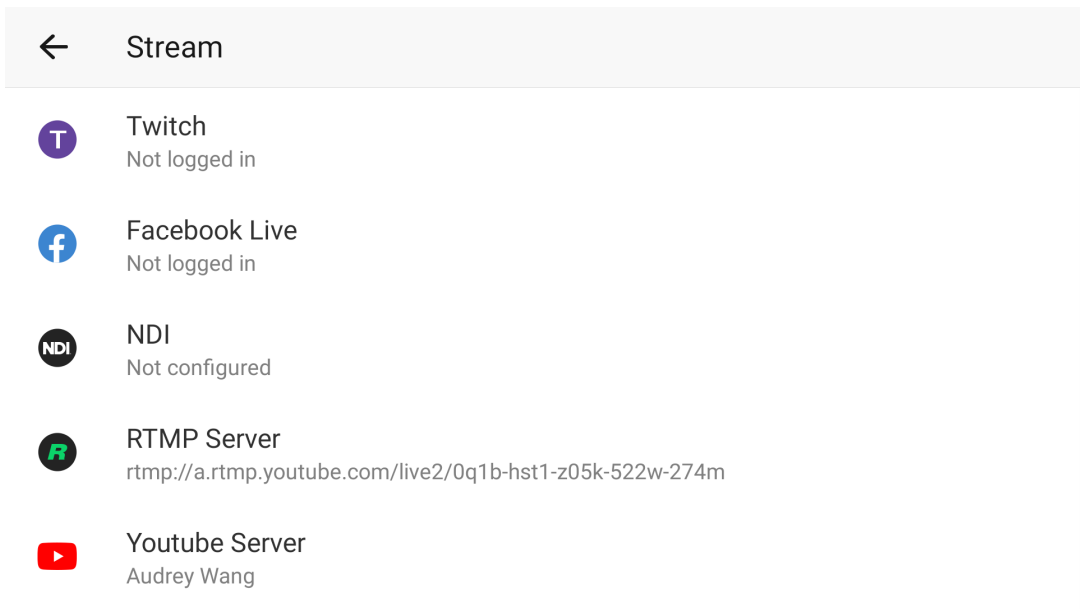 Stream
T
Twitch
Not logged in
Facebook Live
Not logged in
NDI
NDI
Not configured
R
RTMP Server
rtmp://a.rtmp.youtube.com/live2/0q1b-hst1-z05k-522w-274m
Youtube Server
Audrey Wang